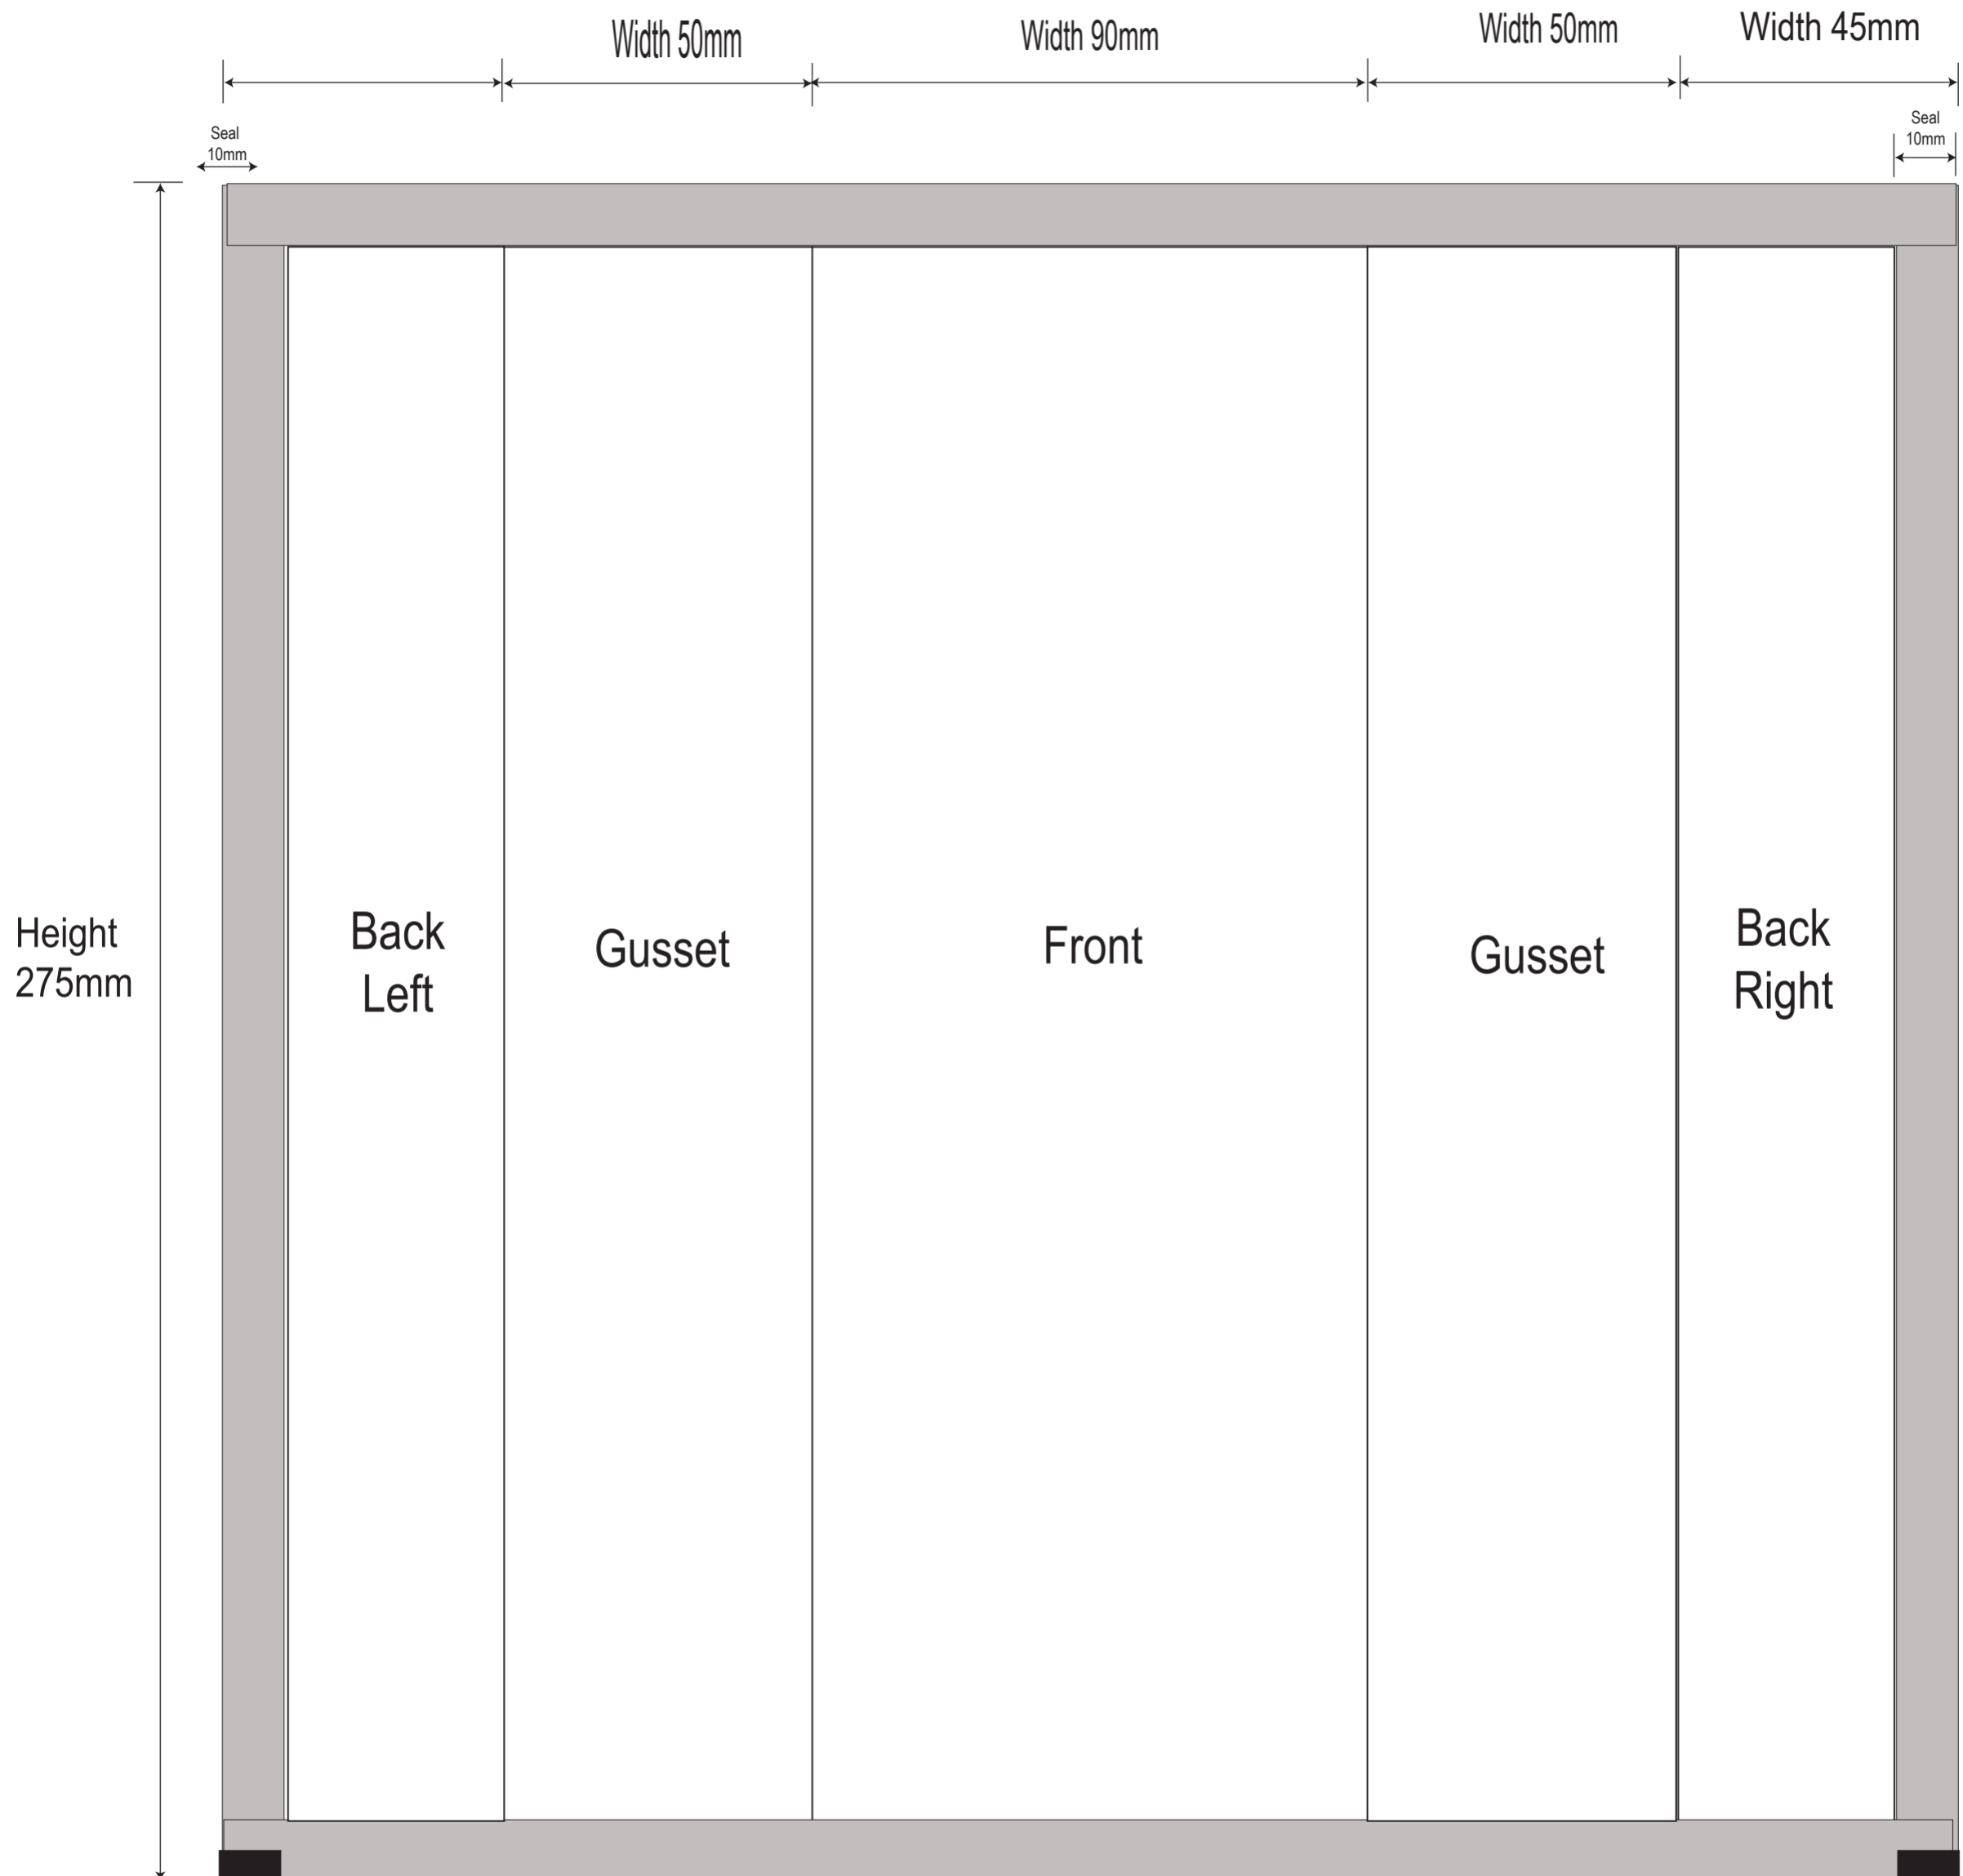 Width 50mm
Width 90mm
Width 50mm
Width 45mm
Seal
10mm
Seal
10mm
Height
275mm
Back
Left
Gusset
Front
Gusset
Back
Right